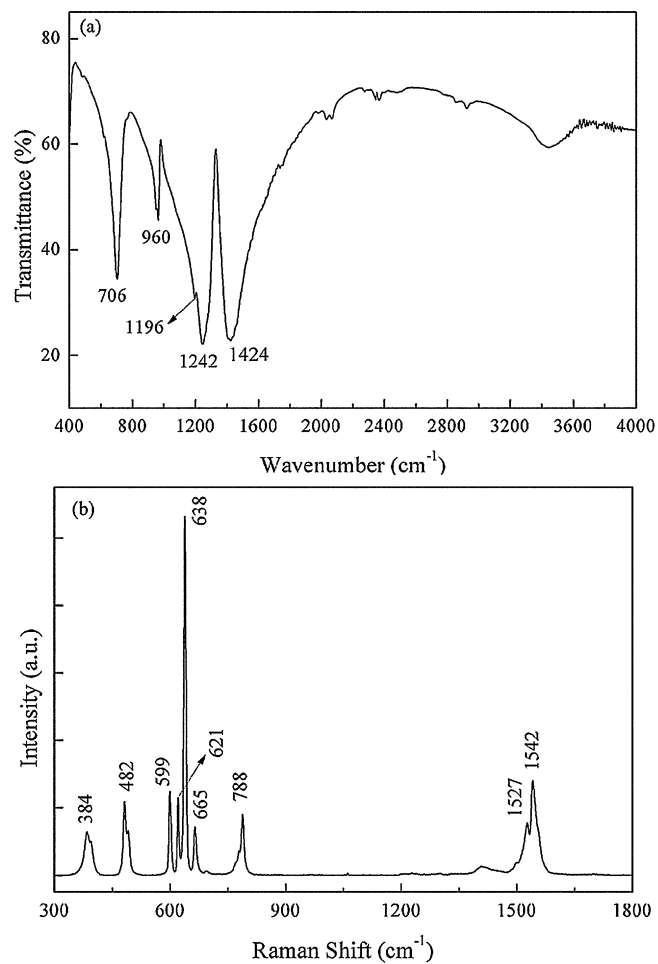 (a)
80
60
40
20
Transmittance (%)
706
960
1196
1242
1424
400 800 1200 1600 2000 2400 2800 3200 3600 4000
Wavenumber (cm⁻¹)
(b)
Intensity (a.u.)
384
482
599
621
638
665
788
1527
1542
300 600 900 1200 1500 1800
Raman Shift (cm⁻¹)